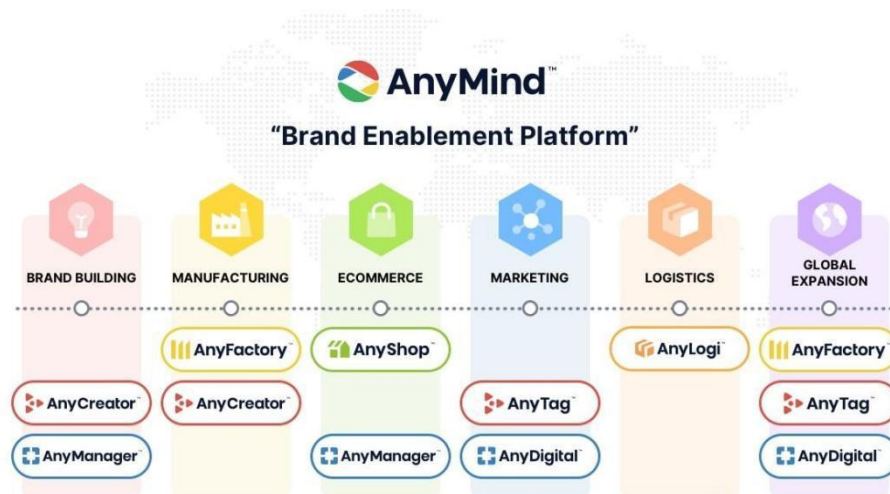 AnyMind™
“Brand Enablement Platform”
BRAND BUILDING
MANUFACTURING
ECOMMERCE
MARKETING
LOGISTICS
GLOBAL
EXPANSION
AnyFactory™
AnyShop™
AnyLogi™
AnyFactory™
AnyCreator™
AnyCreator™
AnyTag™
AnyTag™
AnyManager™
AnyManager™
AnyDigital™
AnyDigital™